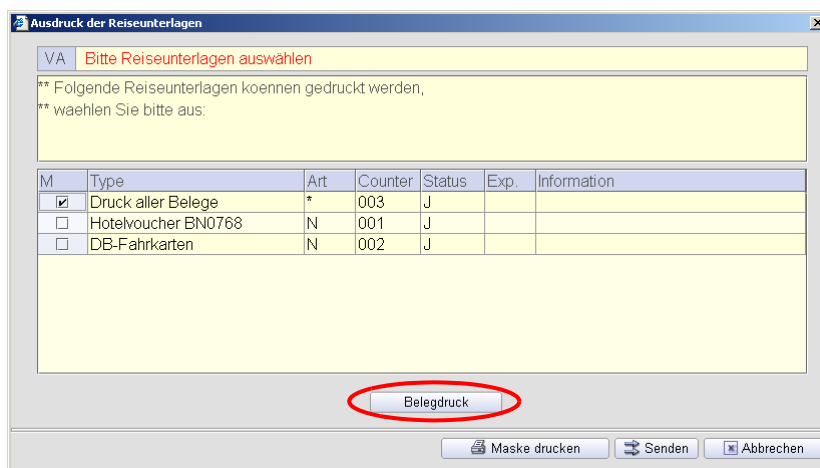 Ausdruck der Reiseunterlagen
VA Bitte Reiseunterlagen auswählen
** Folgende Reiseunterlagen koennen gedruckt werden,
** waehlen Sie bitte aus:
M Type Art Counter Status Exp. Information
Druck aller Belege * 003 J
Hotelvoucher BN0768 N 001 J
DB-Fahrkarten N 002 J
Belegdruck
Maske drucken Senden Abbrechen